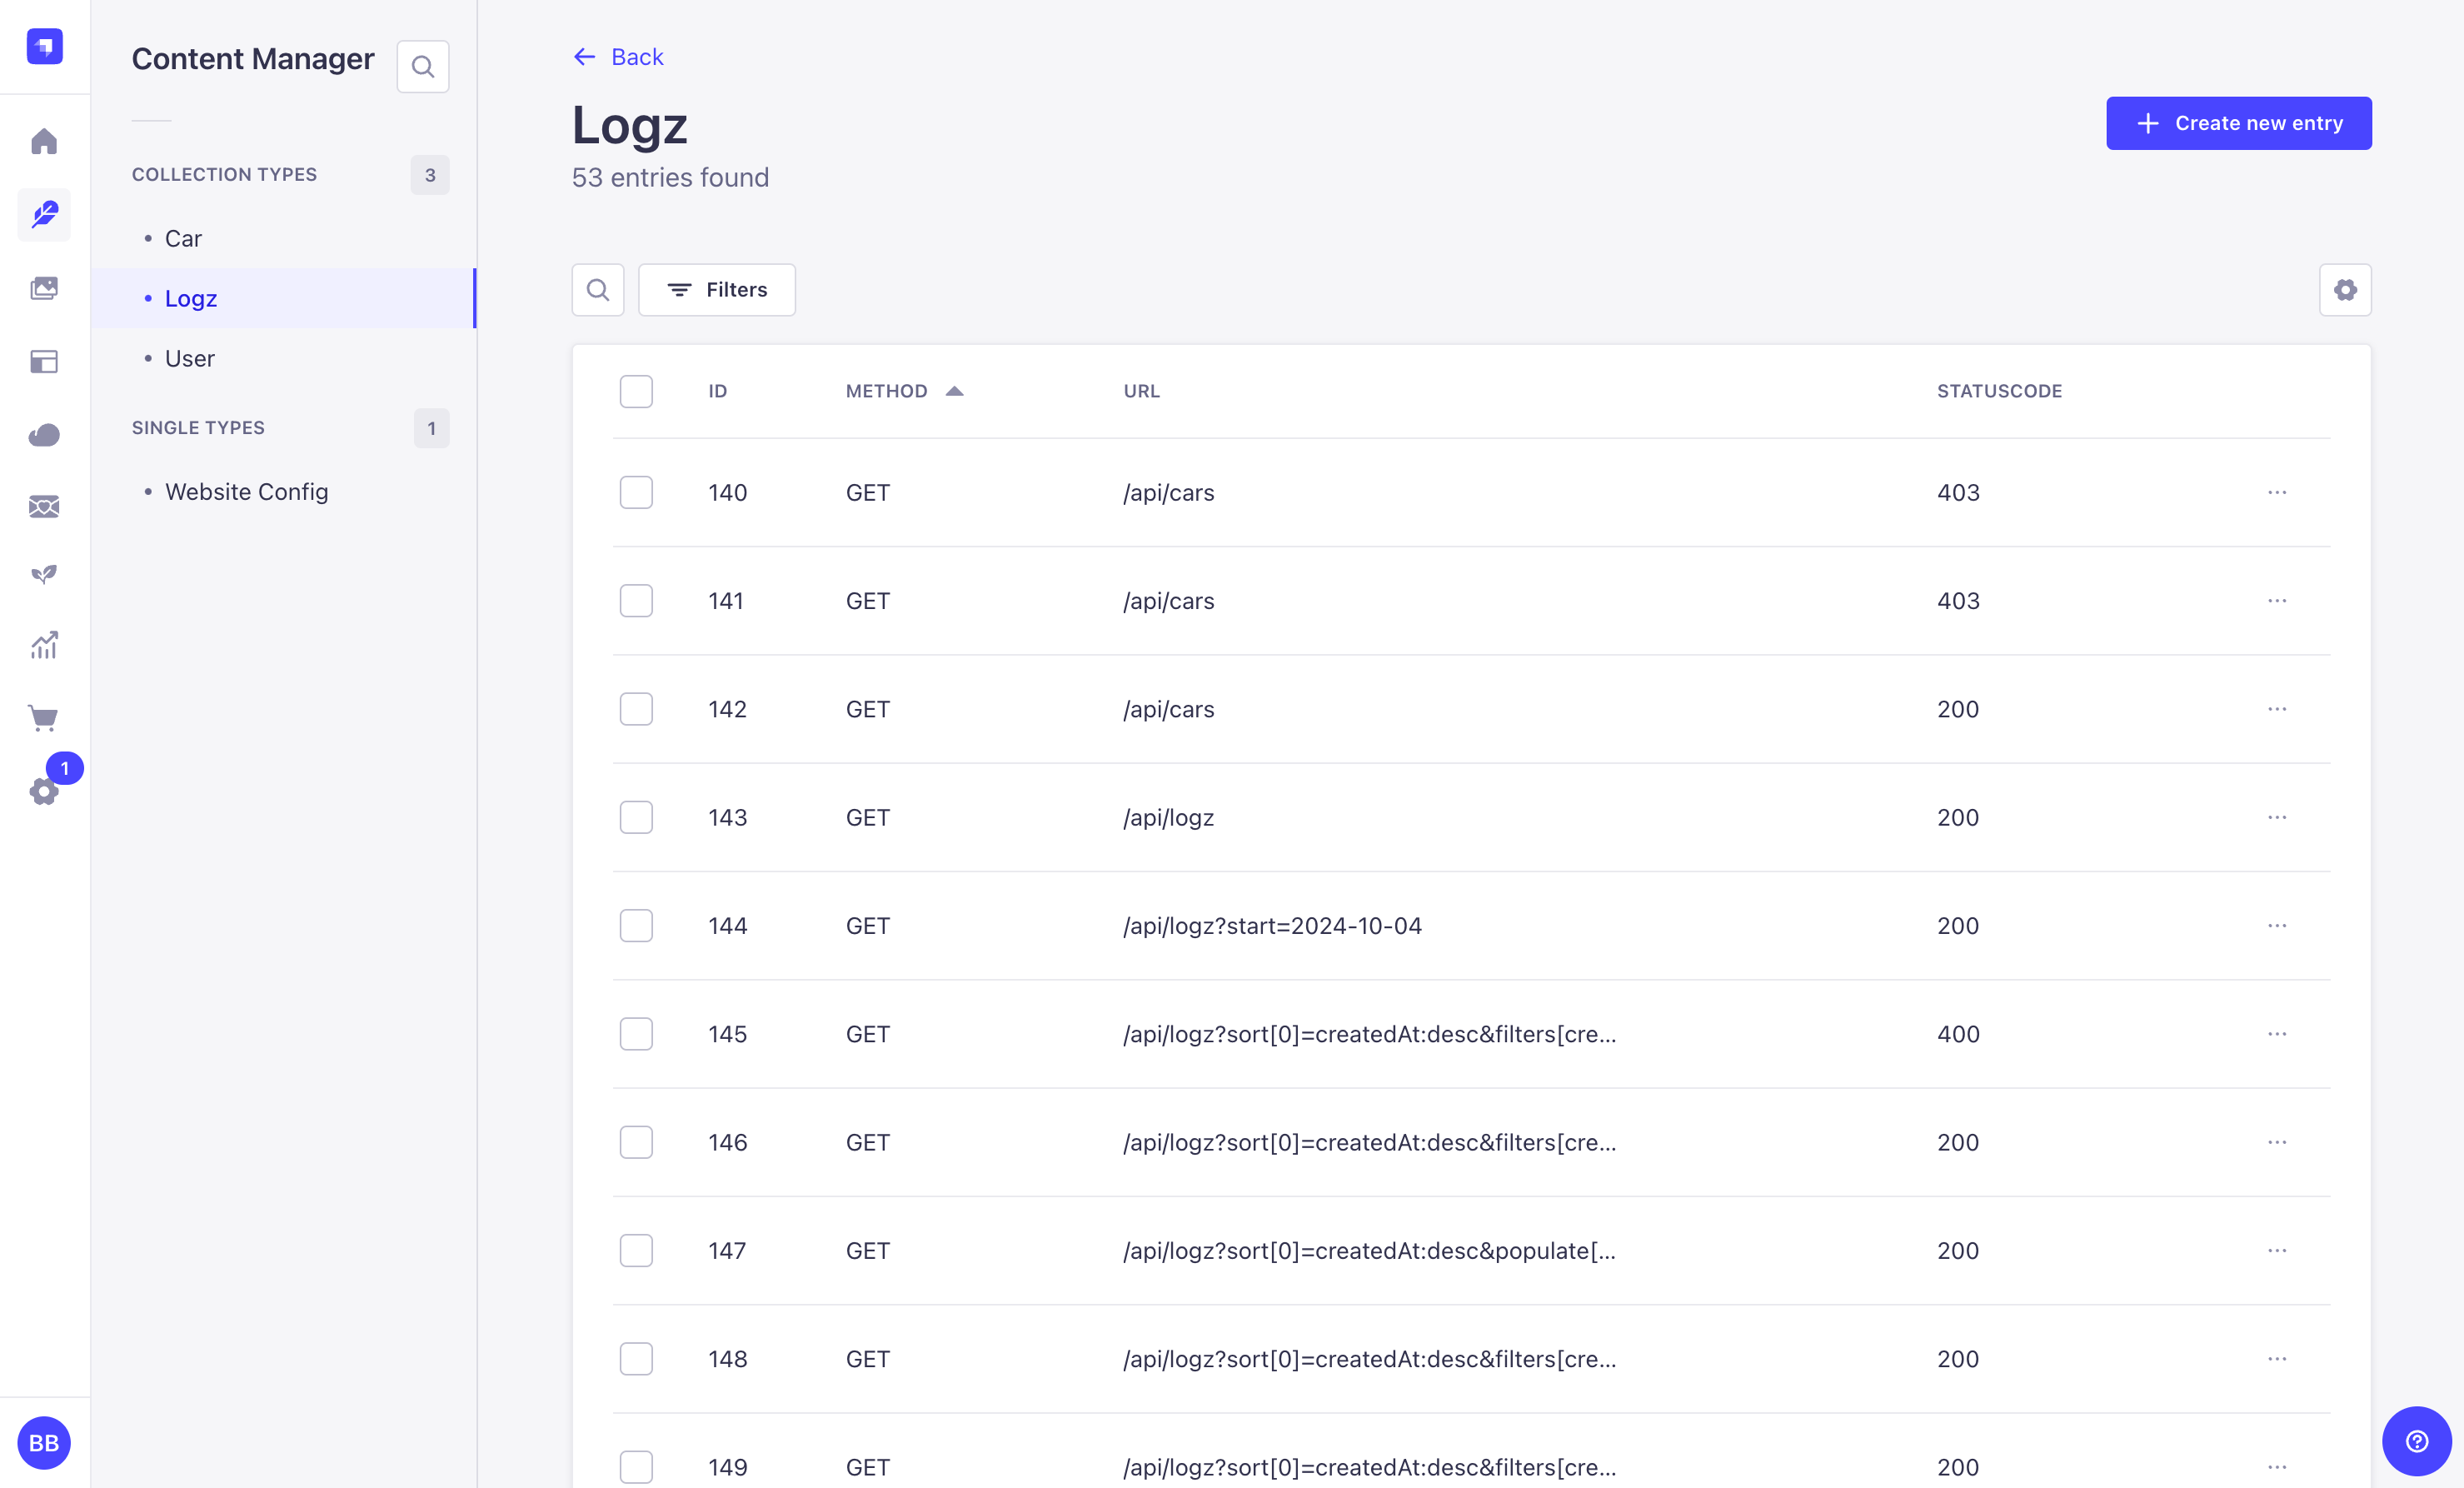 Content Manager
COLLECTION TYPES 3
Car
Logz
User
SINGLE TYPES 1
Website Config
1
BB
Back
Logz
53 entries found
Create new entry
Filters
ID METHOD URL STATUSCODE
140 GET /api/cars 403
141 GET /api/cars 403
142 GET /api/cars 200
143 GET /api/logz 200
144 GET /api/logz?start=2024-10-04 200
145 GET /api/logz?sort[0]=createdAt:desc&filters[cre... 400
146 GET /api/logz?sort[0]=createdAt:desc&filters[cre... 200
147 GET /api/logz?sort[0]=createdAt:desc&populate[... 200
148 GET /api/logz?sort[0]=createdAt:desc&filters[cre... 200
149 GET /api/logz?sort[0]=createdAt:desc&filters[cre... 200